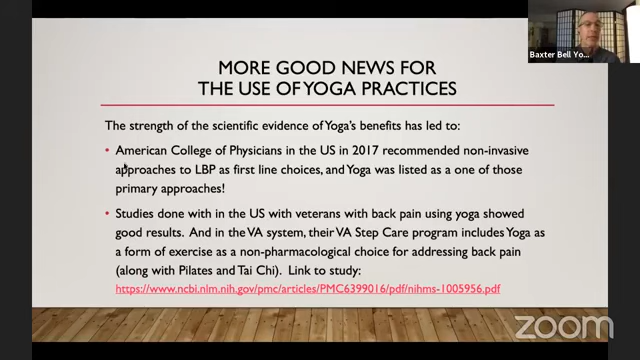 Baxter Bell Yo...
MORE GOOD NEWS FOR
THE USE OF YOGA PRACTICES
The strength of the scientific evidence of Yoga's benefits has led to:
• American College of Physicians in the US in 2017 recommended non-invasive
approaches to LBP as first line choices, and Yoga was listed as a one of those
primary approaches!
• Studies done with in the US with veterans with back pain using yoga showed
good results. And in the VA system, their VA Step Care program includes Yoga as
a form of exercise as a non-pharmacological choice for addressing back pain
(along with Pilates and Tai Chi). Link to study:
https://www.ncbi.nlm.nih.gov/pmc/articles/PMC6399016/pdf/nihms-1005956.pdf
zoom